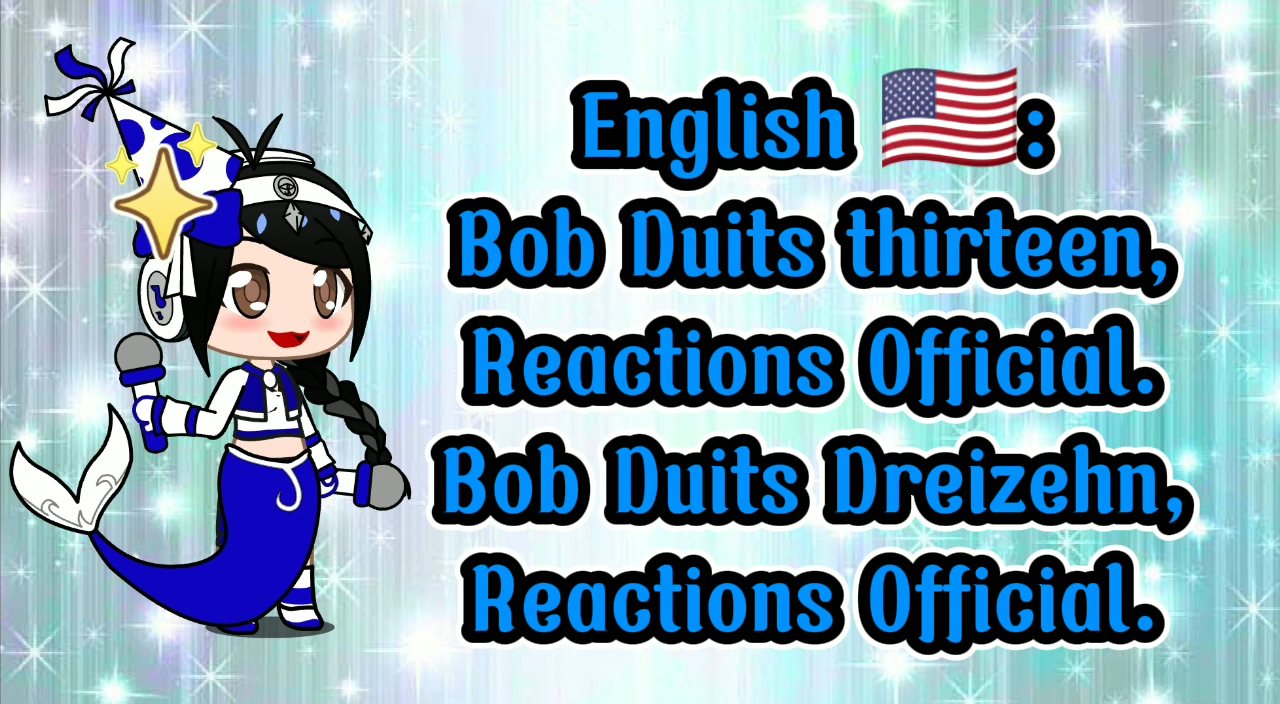 English 🇺🇸:
Bob Duits thirteen,
Reactions Official.
Bob Duits Dreizehn,
Reactions Official.